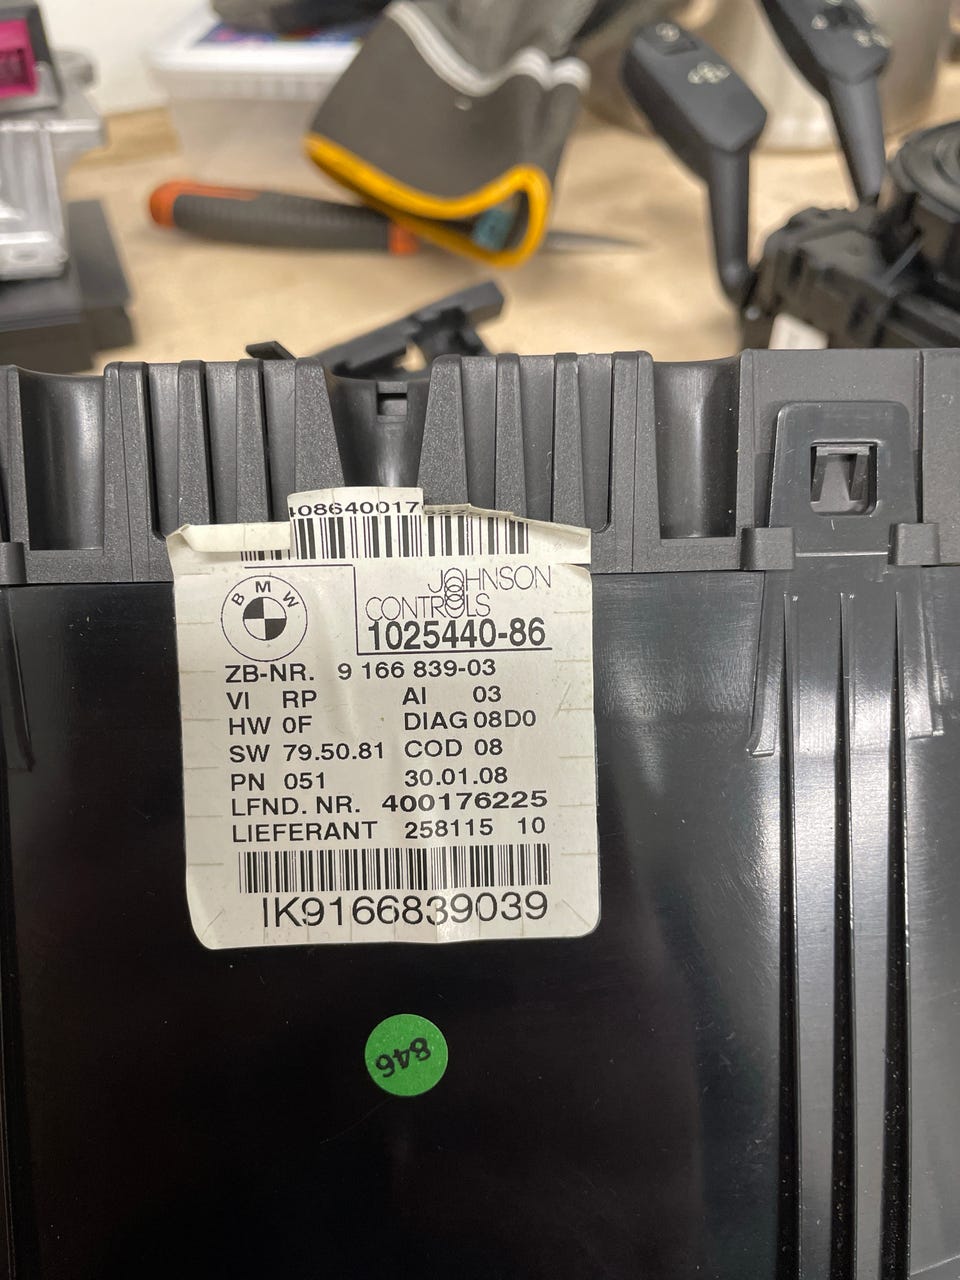 408640017
BMW
JOHNSON
CONTROLS
1025440-86
ZB-NR. 9 166 839-03
VI RP AI 03
HW 0F DIAG 08D0
SW 79.50.81 COD 08
PN 051 30.01.08
LFND. NR. 400176225
LIEFERANT 258115 10
IK9166839039
846